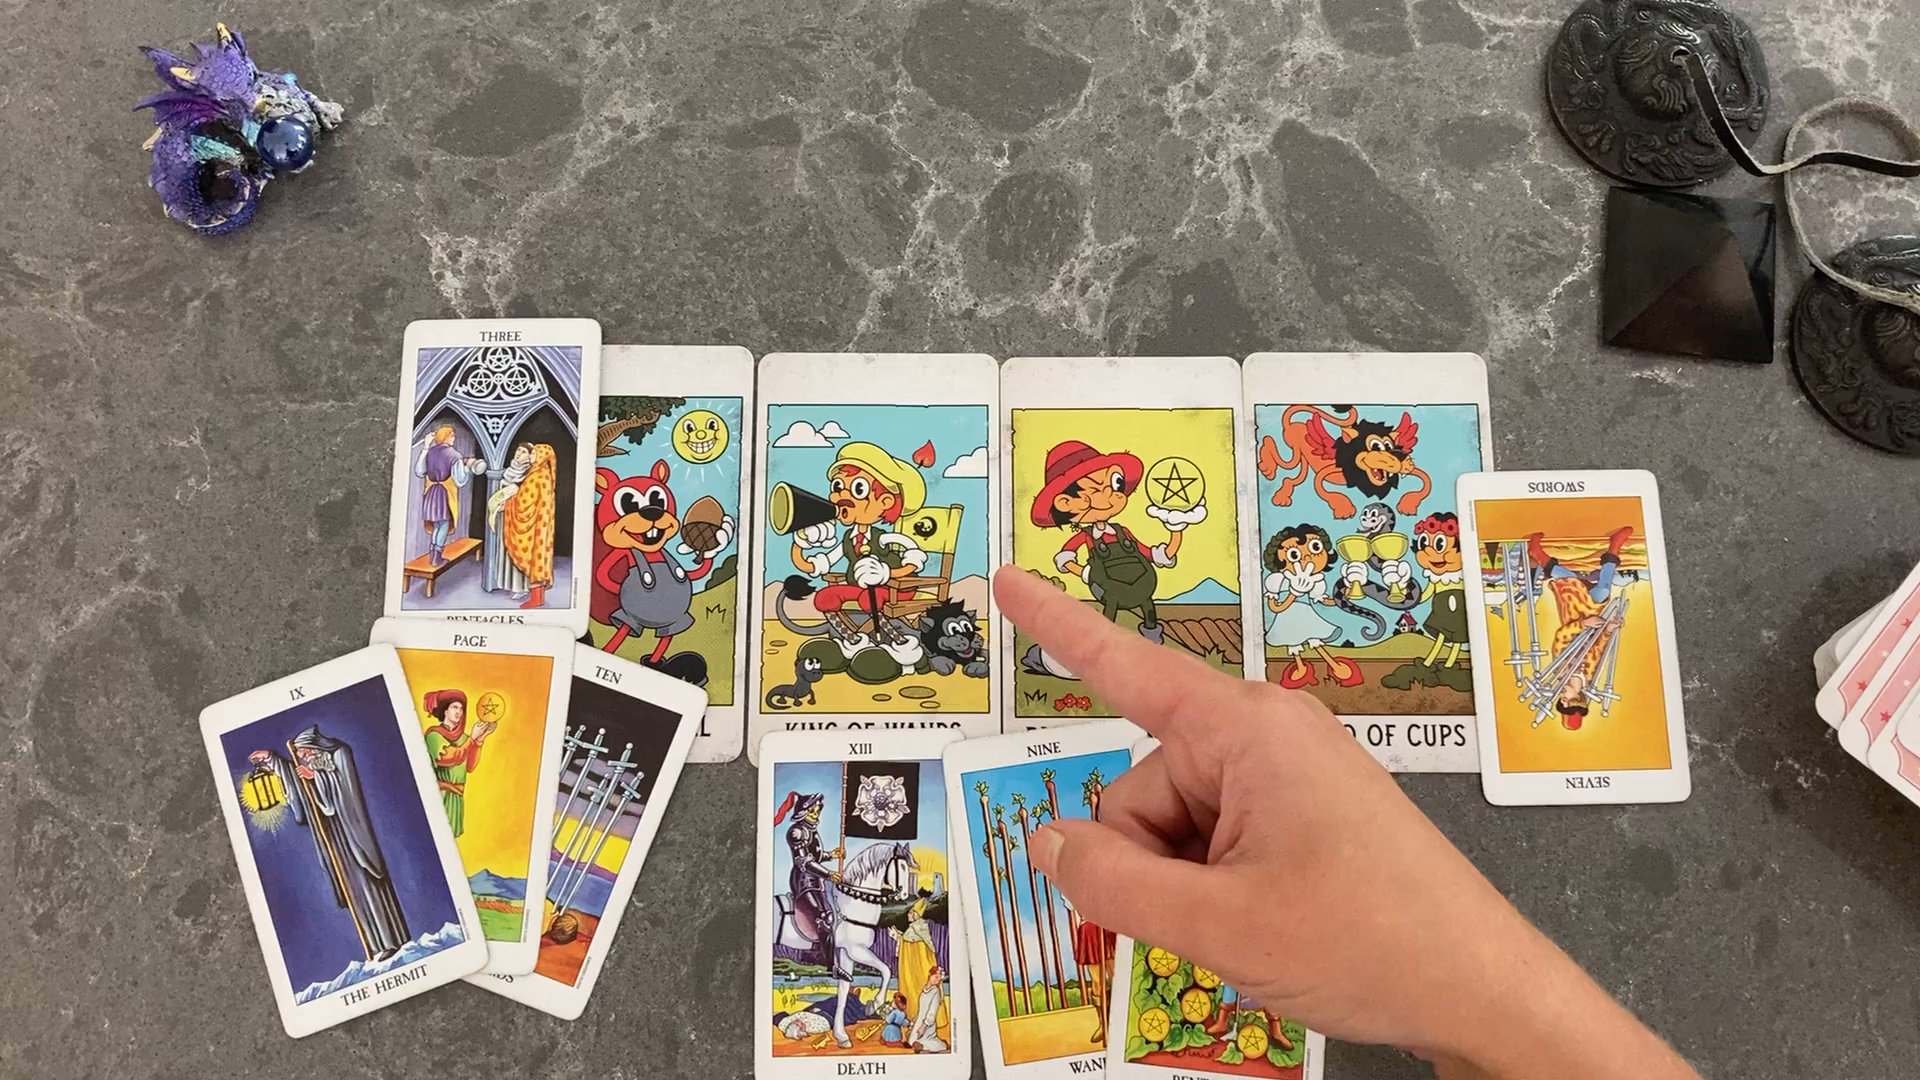 THREE
PENTACLES
KING OF WANDS
OF CUPS
SWORDS
SEVEN
IX
THE HERMIT
PAGE
TEN
XIII
DEATH
NINE